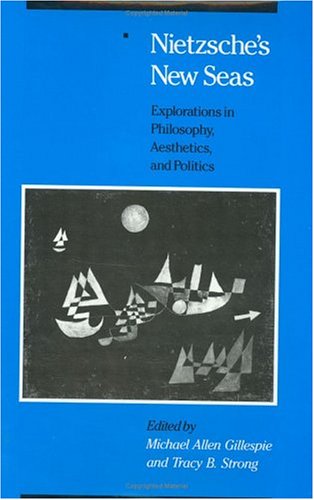 Nietzsche's
New Seas
Explorations in
Philosophy,
Aesthetics,
and Politics
Edited by
Michael Allen Gillespie
and Tracy B. Strong